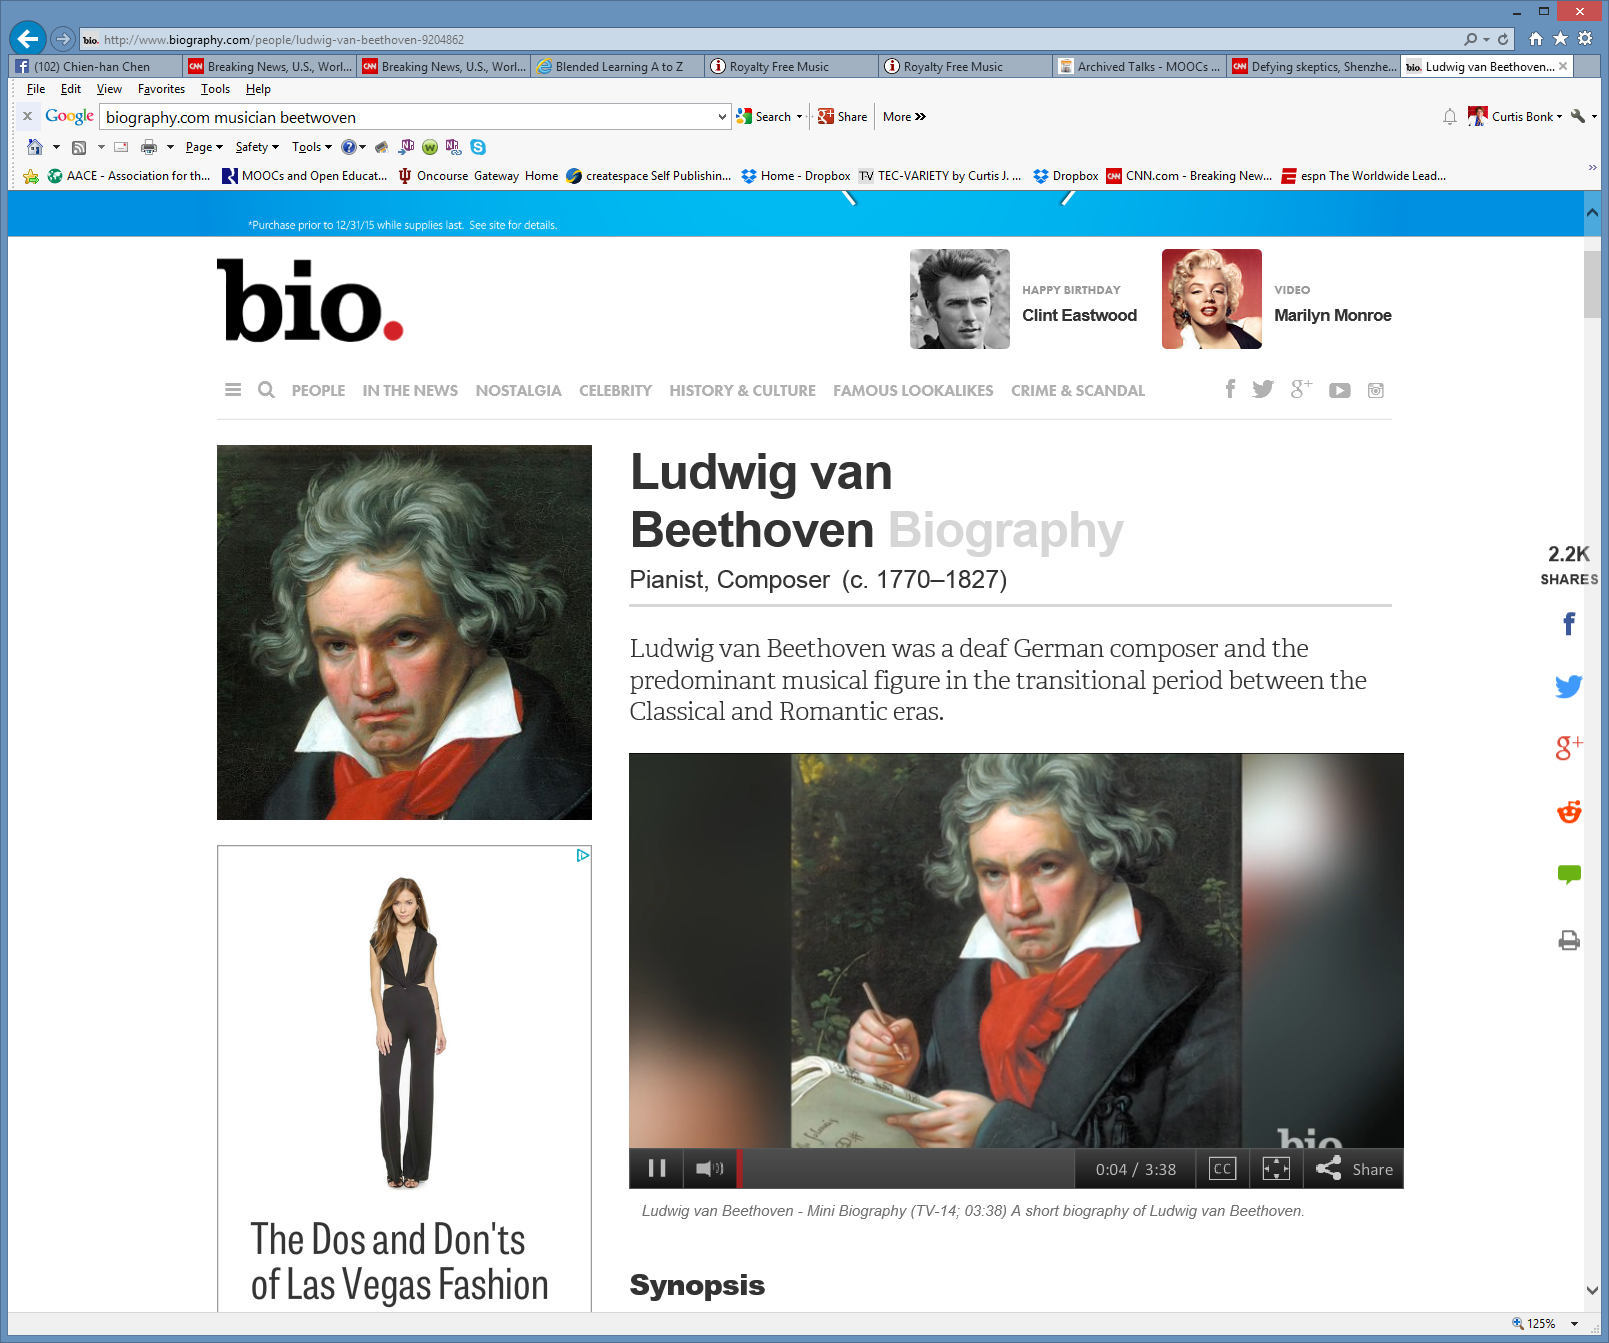 bio. http://www.biography.com/people/ludwig-van-beethoven-9204862
(102) Chien-han Chen
CNN Breaking News, U.S., Worl...
CNN Breaking News, U.S., Worl...
Blended Learning A to Z
Royalty Free Music
Royalty Free Music
Archived Talks - MOOCs ...
CNN Defying skeptics, Shenzhe...
bio. Ludwig van Beethoven...
File Edit View Favorites Tools Help
x Google biography.com musician beetwoven Search Share More » Curtis Bonk
Page Safety Tools
AACE - Association for th... MOOCs and Open Educat... Oncourse Gateway Home createspace Self Publishin... Home - Dropbox TV TEC-VARIETY by Curtis J. ... Dropbox CNN CNN.com - Breaking New... espn The Worldwide Lead... »
*Purchase prior to 12/31/15 while supplies last. See site for details.
bio.
HAPPY BIRTHDAY
Clint Eastwood
VIDEO
Marilyn Monroe
PEOPLE IN THE NEWS NOSTALGIA CELEBRITY HISTORY & CULTURE FAMOUS LOOKALIKES CRIME & SCANDAL
Ludwig van
Beethoven Biography
Pianist, Composer (c. 1770–1827)
2.2K
SHARES
Ludwig van Beethoven was a deaf German composer and the
predominant musical figure in the transitional period between the
Classical and Romantic eras.
bio
0:04 / 3:38 CC Share
Ludwig van Beethoven - Mini Biography (TV-14; 03:38) A short biography of Ludwig van Beethoven.
The Dos and Don'ts
of Las Vegas Fashion
Synopsis
125%